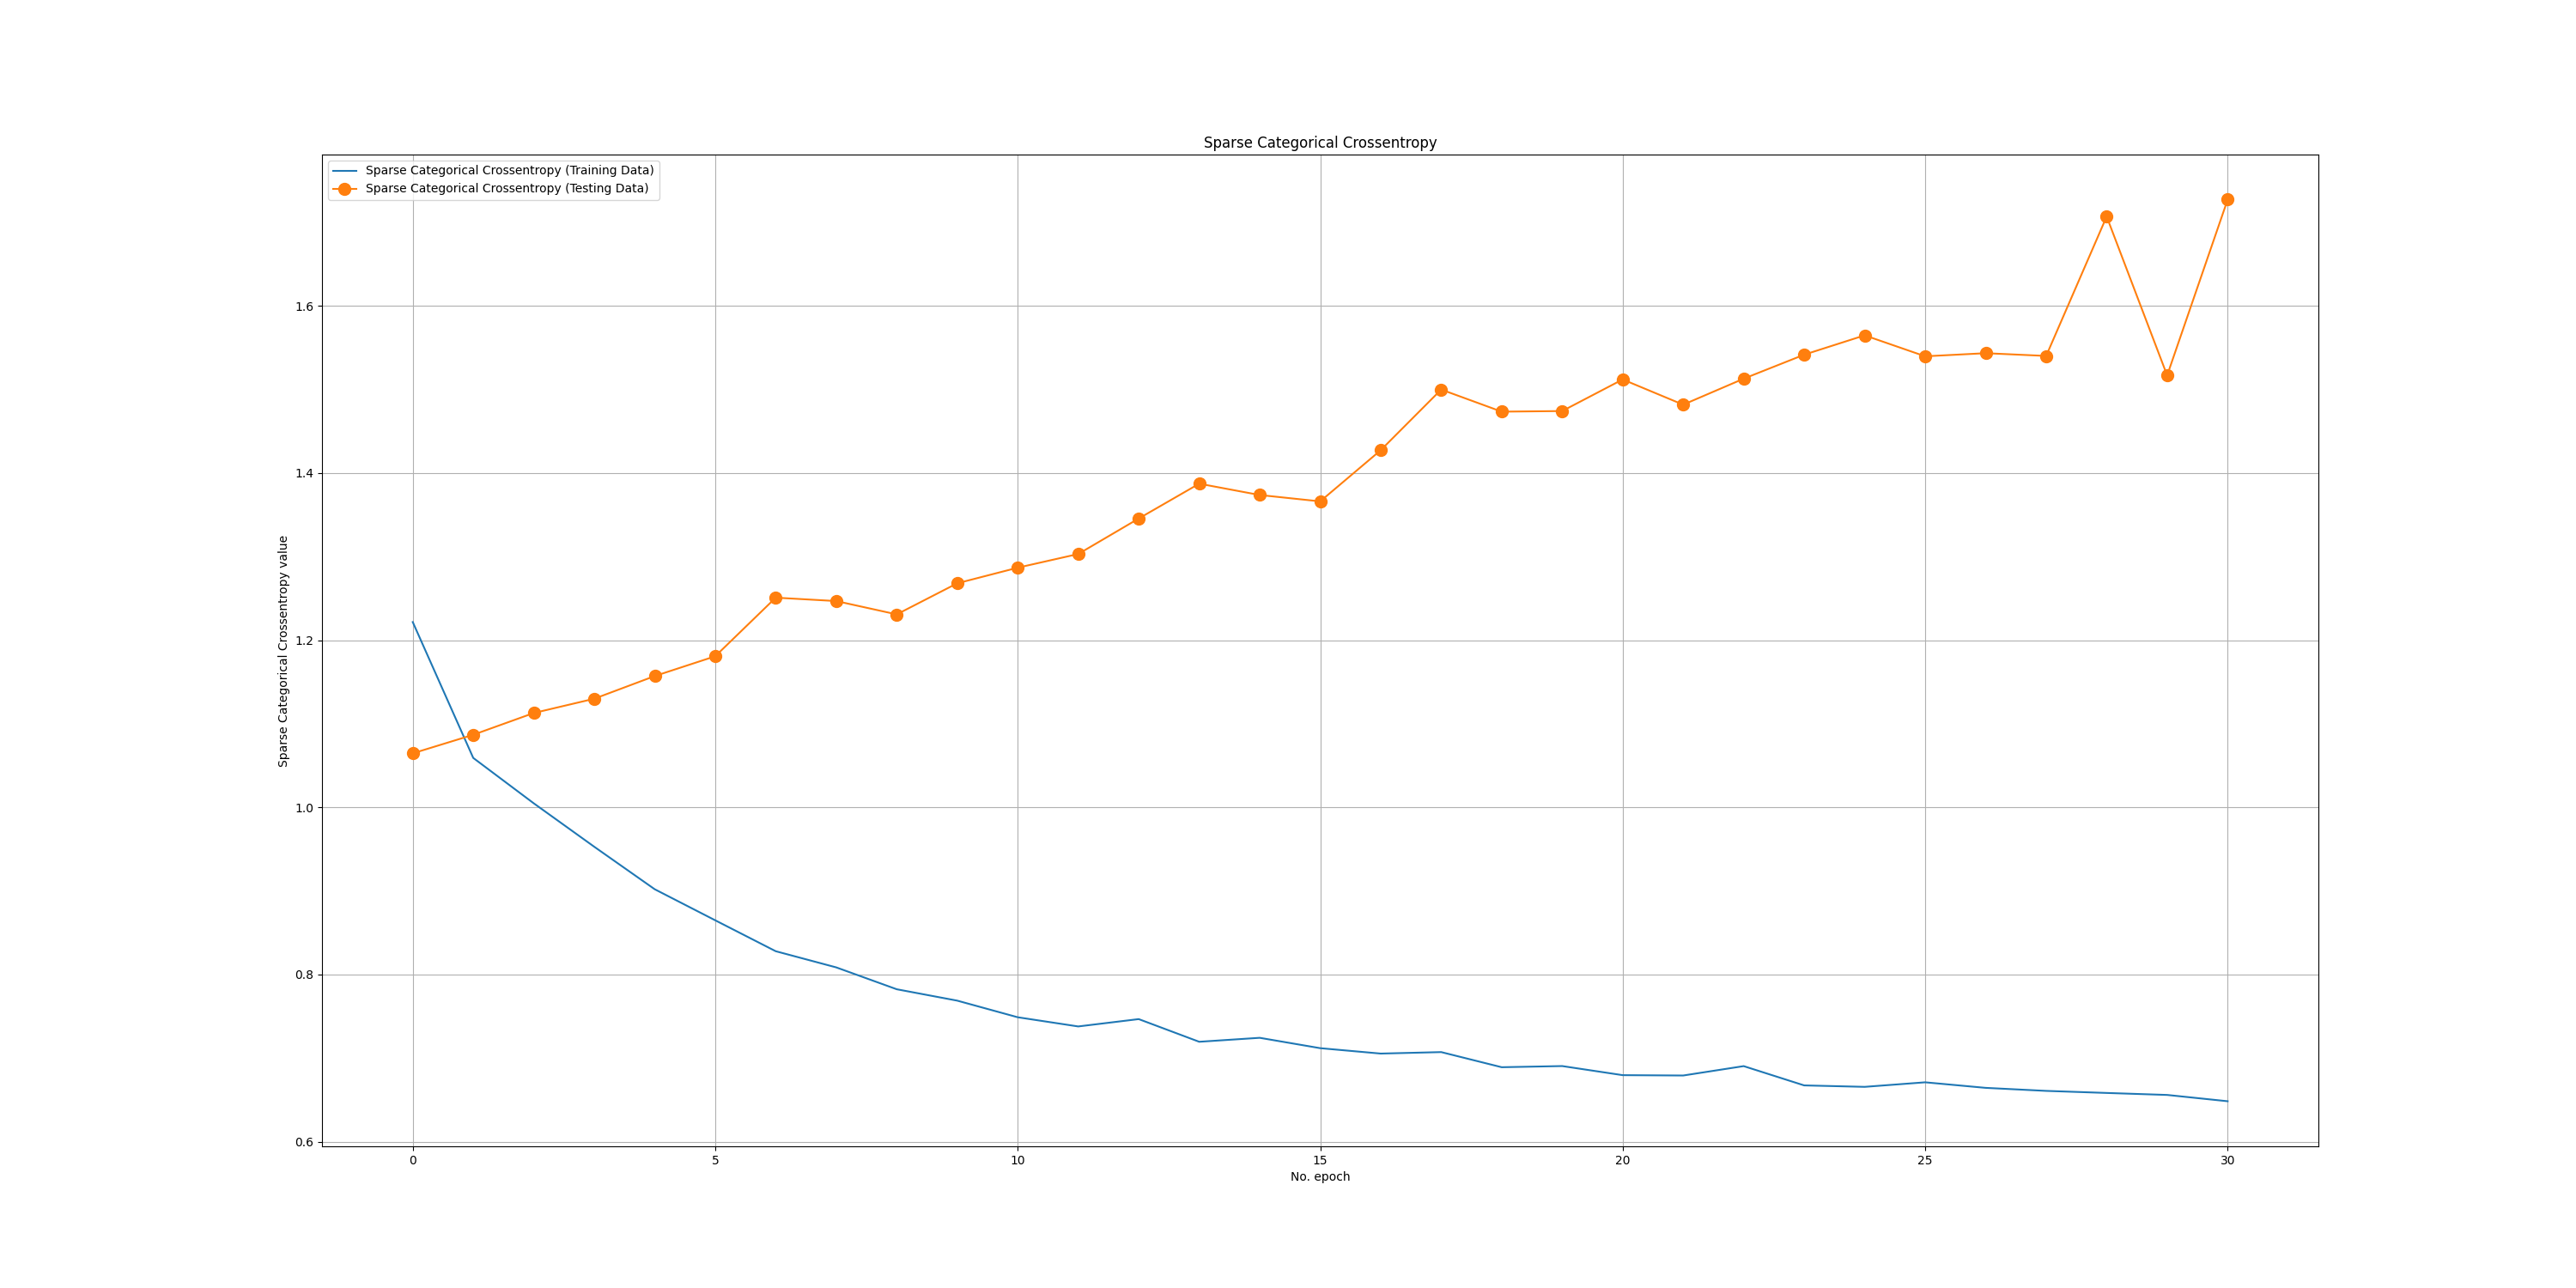 Sparse Categorical Crossentropy
Sparse Categorical Crossentropy (Training Data)
Sparse Categorical Crossentropy (Testing Data)
Sparse Categorical Crossentropy value
1.6
1.4
1.2
1.0
0.8
0.6
0 5 10 15 20 25 30
No. epoch